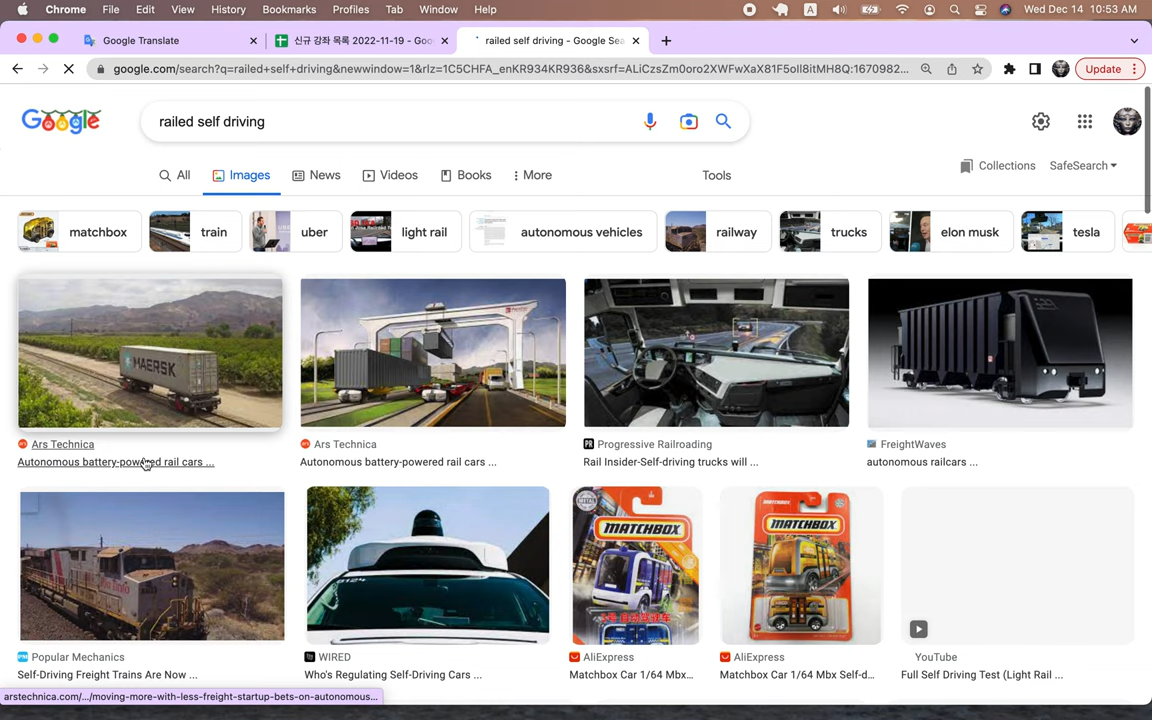 Chrome File Edit View History Bookmarks Profiles Tab Window Help A Wed Dec 14 10:53 AM
Google Translate 신규 강좌 목록 2022-11-19 - Goo railed self driving - Google Sea
google.com/search?q=railed+self+driving&newwindow=1&rlz=1C5CHFA_enKR934KR936&sxsrf=ALiCzsZm0oro2XWFwXaX81F5oIl8itMH8Q:1670982... Update
Google railed self driving
All Images News Videos Books More Tools Collections SafeSearch
matchbox train uber light rail autonomous vehicles railway trucks elon musk tesla
MAERSK
Ars Technica Ars Technica Progressive Railroading FreightWaves
Autonomous battery-powered rail cars ... Autonomous battery-powered rail cars ... Rail Insider-Self-driving trucks will ... autonomous railcars ...
MATCHBOX MATCHBOX
Popular Mechanics WIRED AliExpress AliExpress YouTube
Self-Driving Freight Trains Are Now ... Who's Regulating Self-Driving Cars ... Matchbox Car 1/64 Mbx... Matchbox Car 1/64 Mbx Self-d... Full Self Driving Test (Light Rail ...
arstechnica.com/.../moving-more-with-less-freight-startup-bets-on-autonomous...